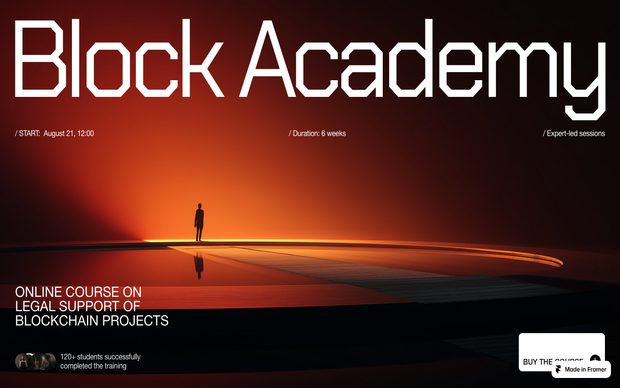 Block Academy
/ START: August 21, 12:00
/ Duration: 6 weeks
/ Expert-led sessions
ONLINE COURSE ON
LEGAL SUPPORT OF
BLOCKCHAIN PROJECTS
120+ students successfully
completed the training
BUY THE COURSE
Made in Framer